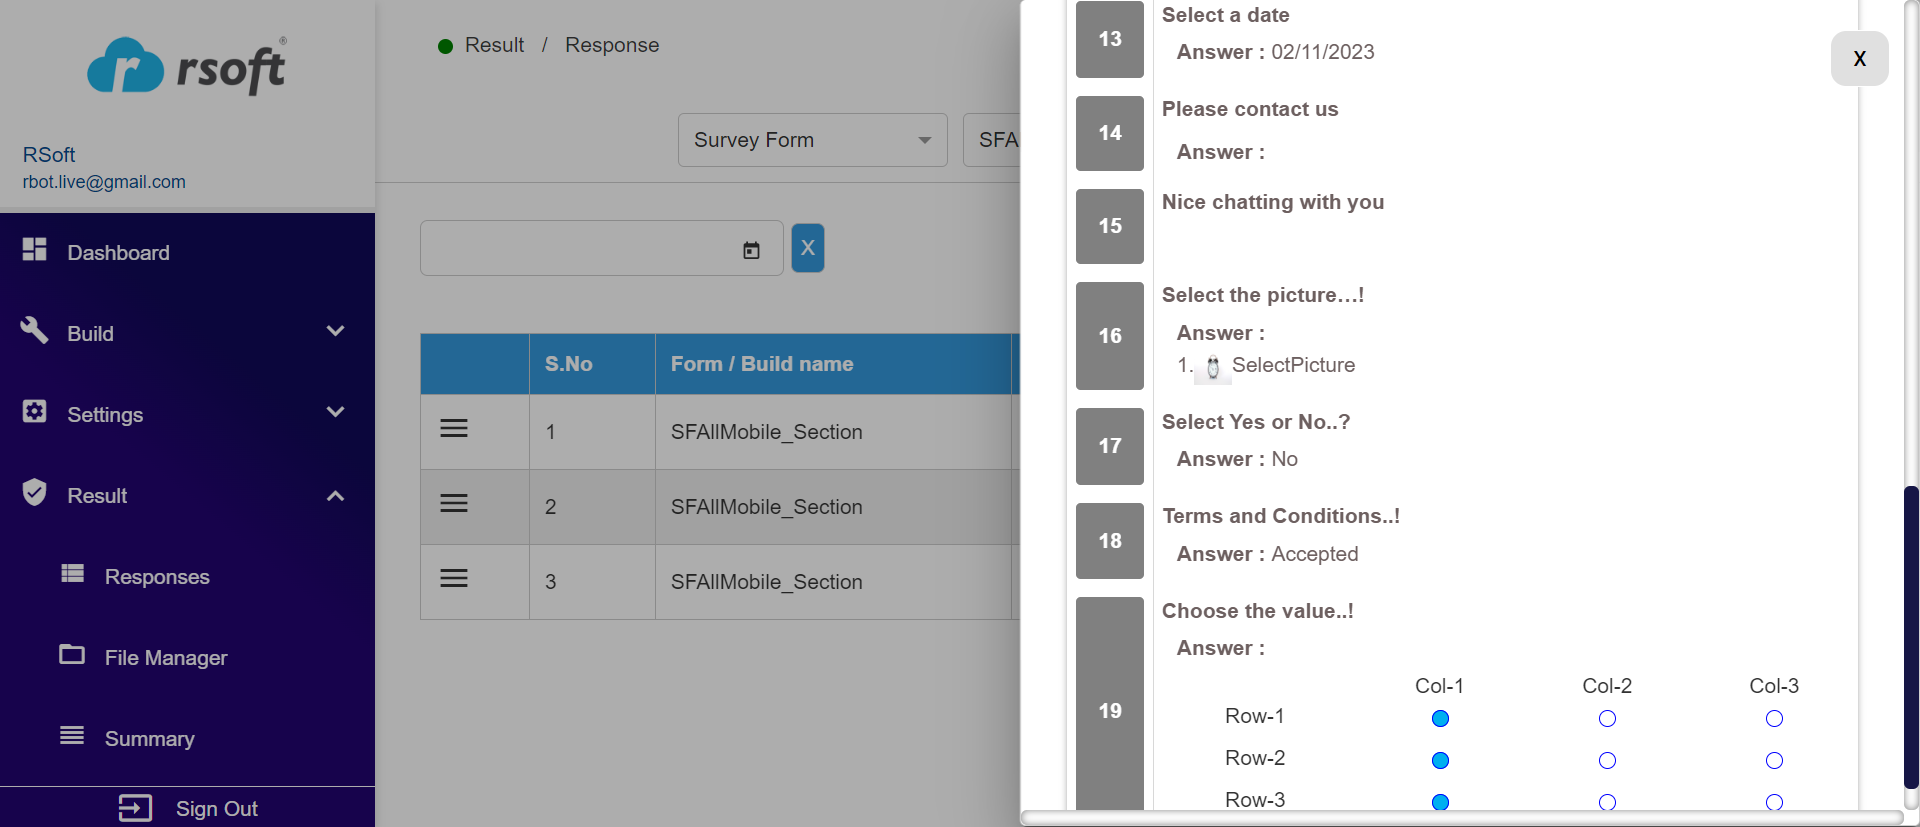 rsoft®
RSoft
rbot.live@gmail.com
Dashboard
Build
Settings
Result
Responses
File Manager
Summary
Sign Out
Result / Response
Survey Form
SFA
X
S.No Form / Build name
1 SFAllMobile_Section
2 SFAllMobile_Section
3 SFAllMobile_Section
X
13 Select a date
Answer : 02/11/2023
14 Please contact us
Answer :
15 Nice chatting with you
16 Select the picture...!
Answer :
1. SelectPicture
17 Select Yes or No..?
Answer : No
18 Terms and Conditions..!
Answer : Accepted
19 Choose the value..!
Answer :
Col-1 Col-2 Col-3
Row-1
Row-2
Row-3